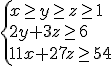 x ≥ y ≥ z ≥ 1
2y + 3z ≥ 6
11x + 27z ≥ 54